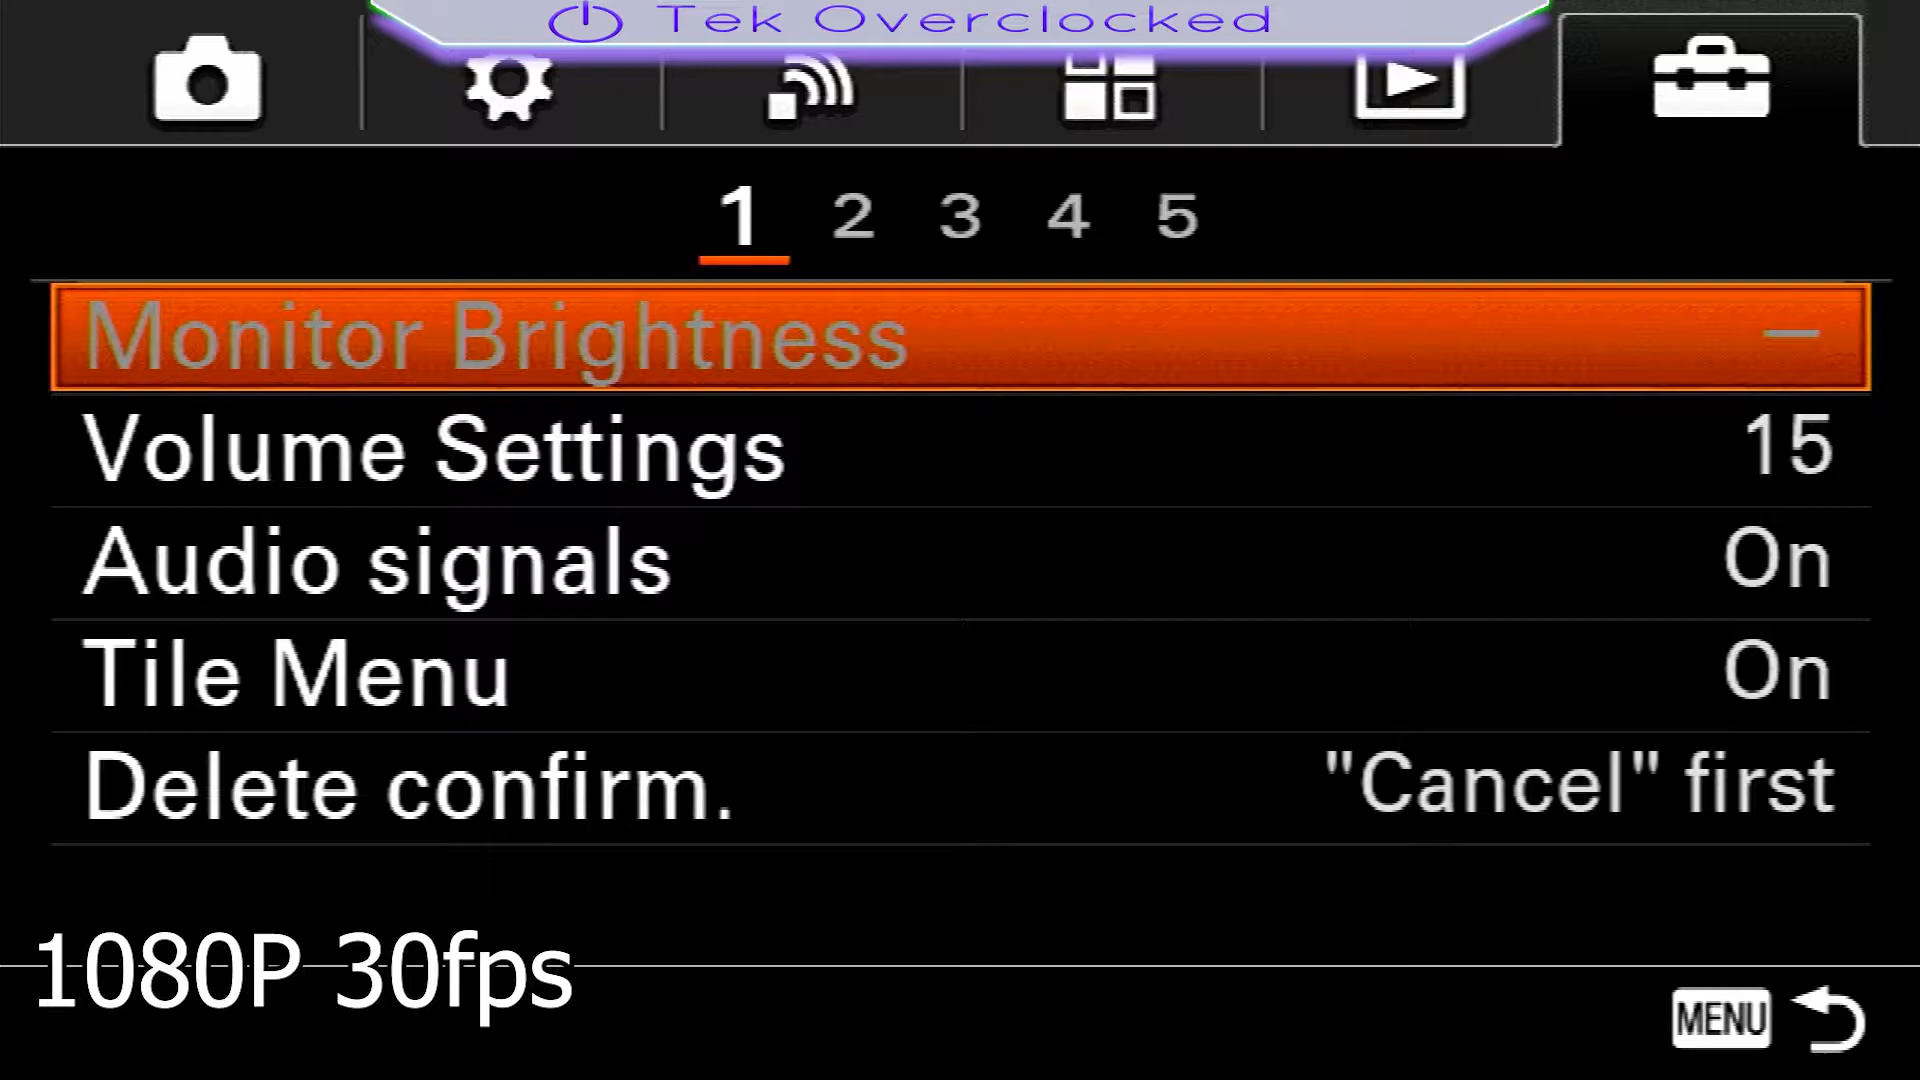 Tek Overclocked
1 2 3 4 5
Monitor Brightness –
Volume Settings 15
Audio signals On
Tile Menu On
Delete confirm. "Cancel" first
1080P 30fps
MENU